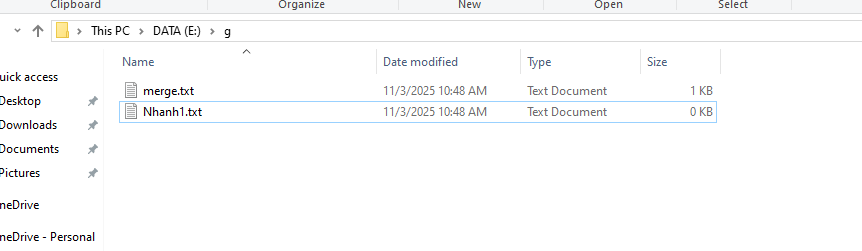 Clipboard Organize New Open Select
This PC > DATA (E:) > g
Name Date modified Type Size
uick access
merge.txt 11/3/2025 10:48 AM Text Document 1 KB
Desktop
Nhanh1.txt 11/3/2025 10:48 AM Text Document 0 KB
Downloads
Documents
Pictures
neDrive
neDrive - Personal